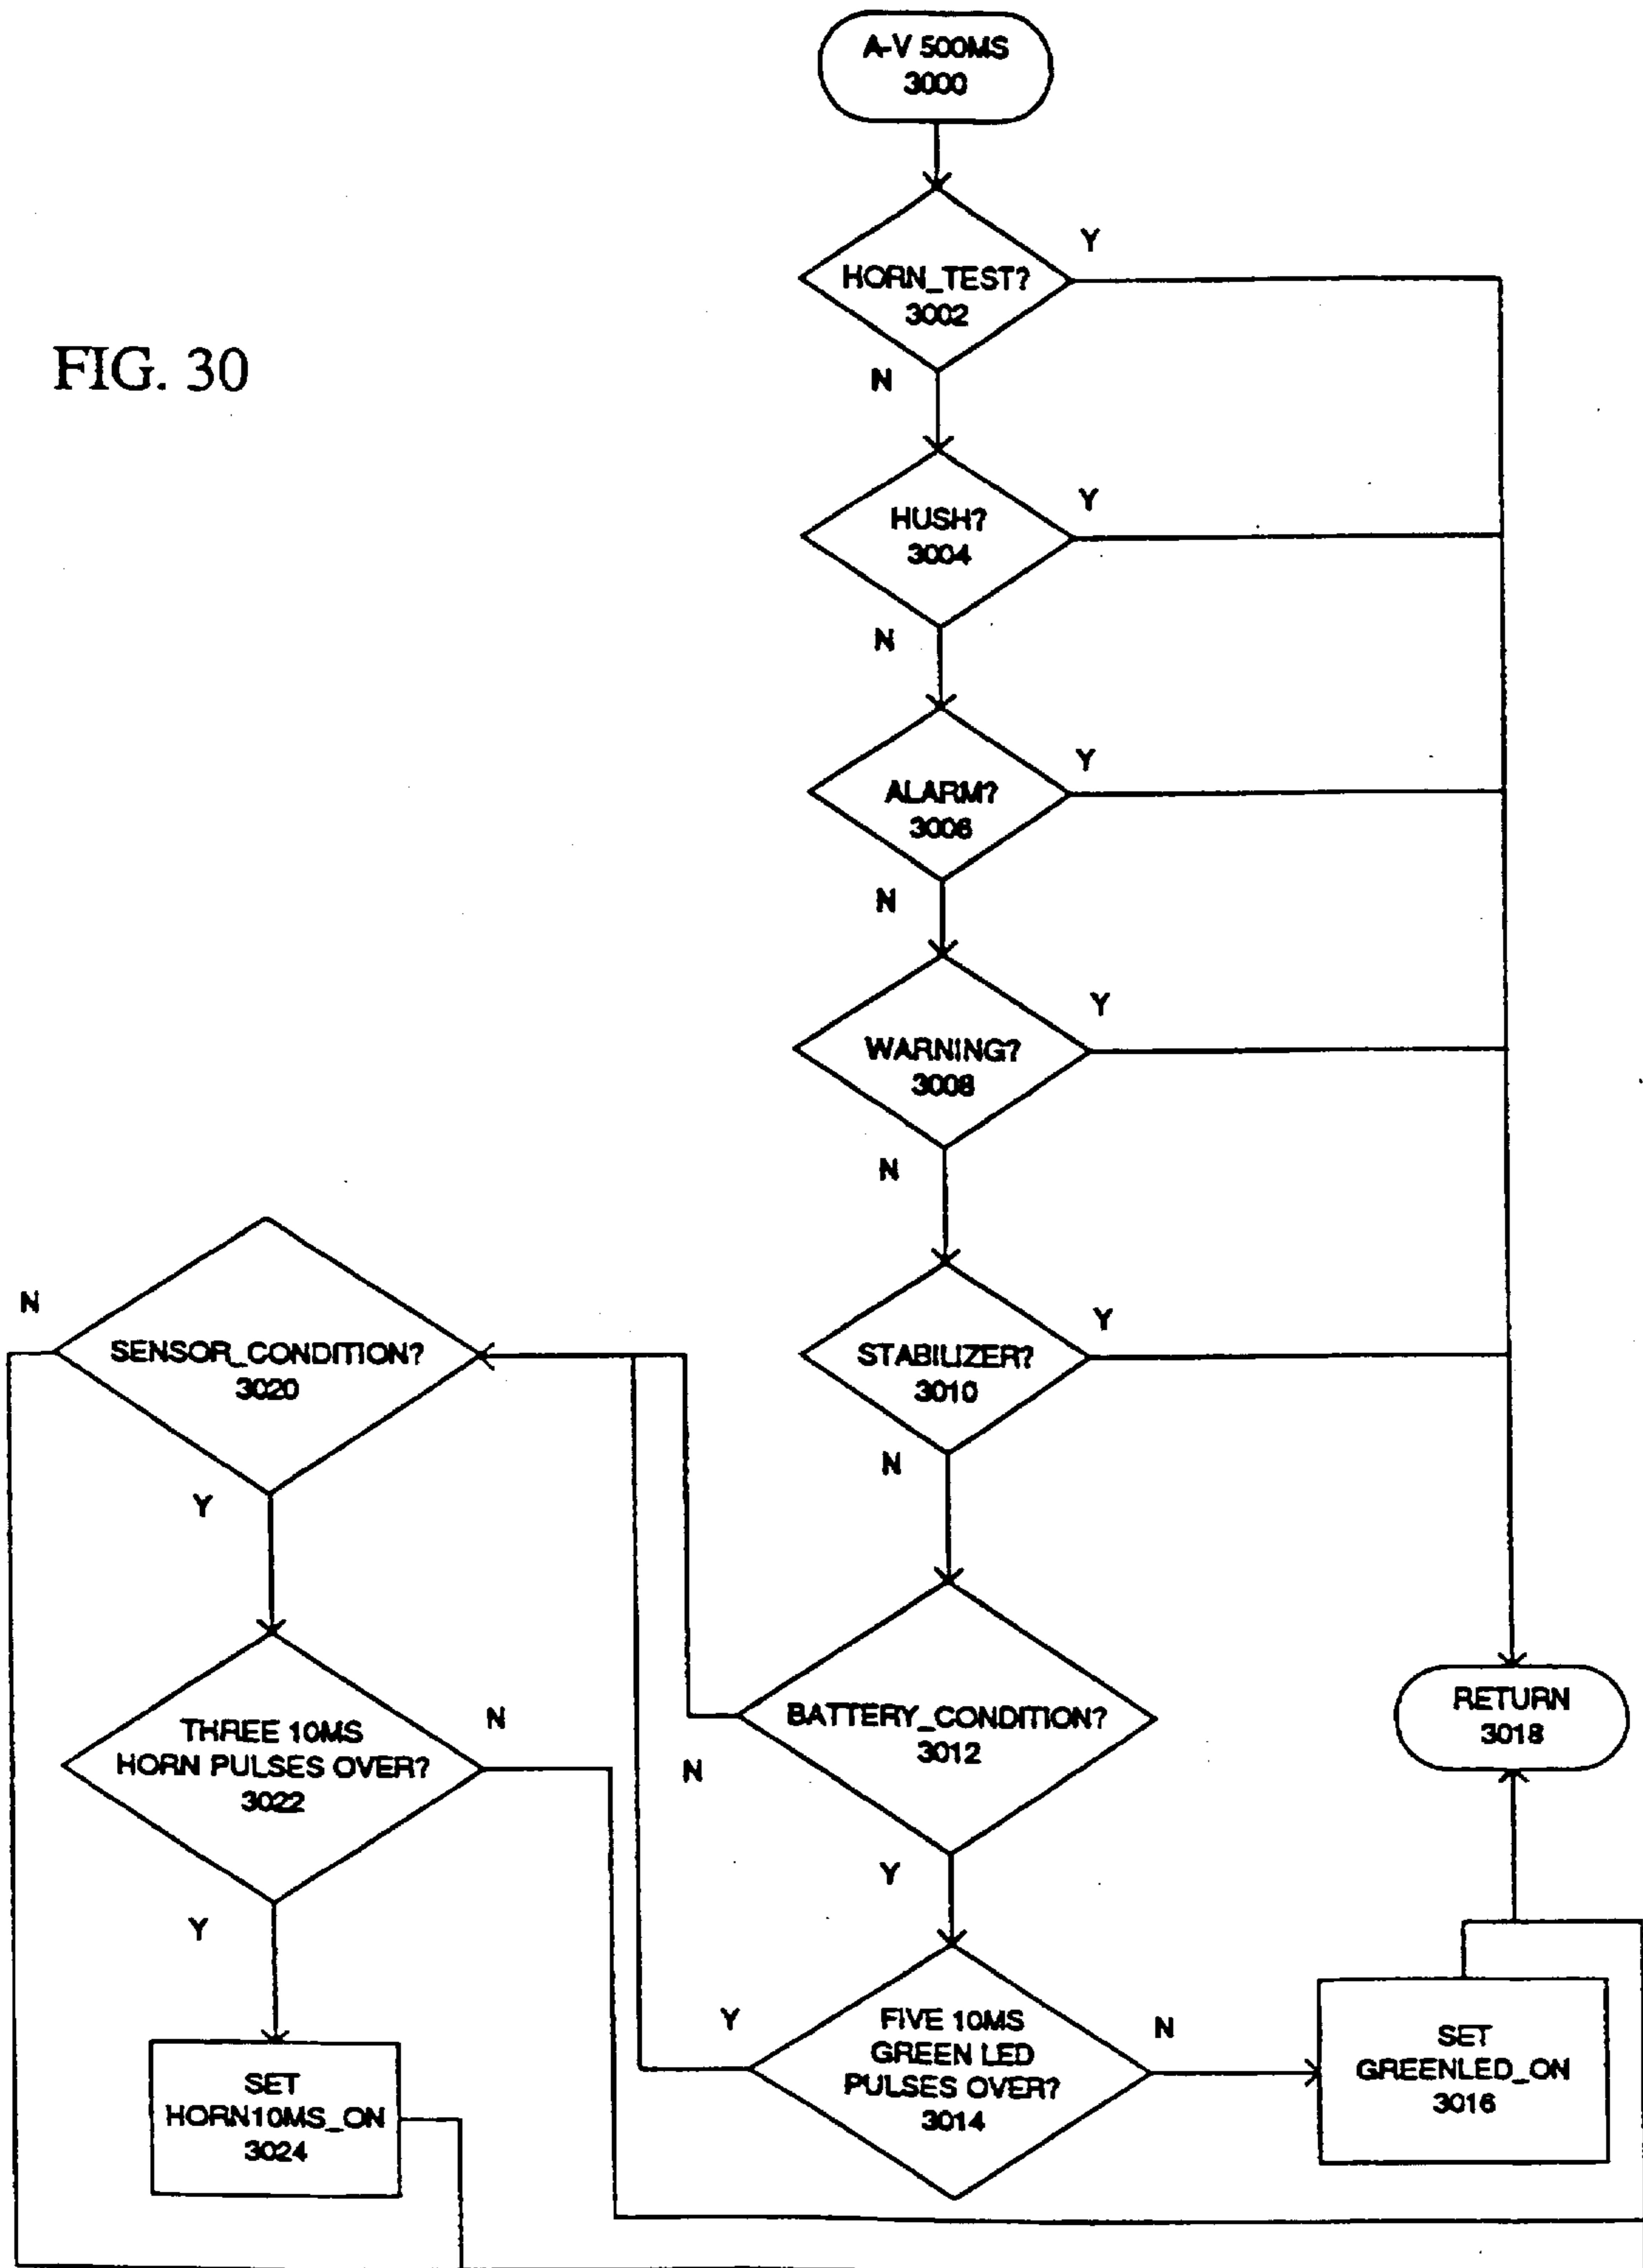 A-V 500MS
3000
HORN_TEST?
3002
Y
N
FIG. 30
HUSH?
3004
Y
N
ALARM?
3006
Y
N
WARNING?
3008
Y
N
STABILIZER?
3010
Y
N
SENSOR_CONDITION?
3020
N
Y
BATTERY_CONDITION?
3012
N
Y
RETURN
3018
THREE 10MS
HORN PULSES OVER?
3022
N
Y
FIVE 10MS
GREEN LED
PULSES OVER?
3014
Y
N
SET
GREENLED_ON
3016
SET
HORN10MS_ON
3024